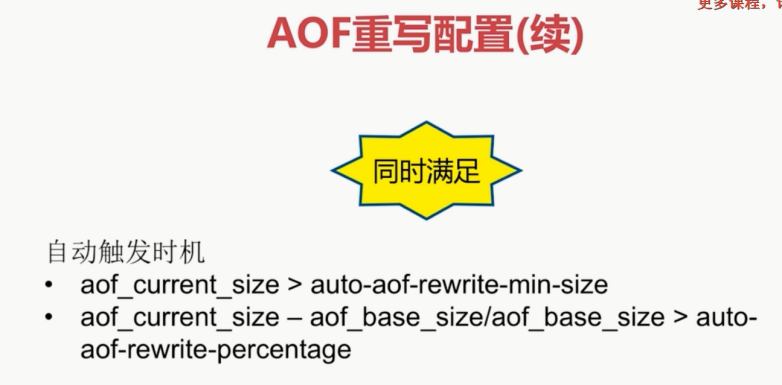 更多课程，
AOF重写配置(续)
同时满足
自动触发时机
• aof_current_size > auto-aof-rewrite-min-size
• aof_current_size – aof_base_size/aof_base_size > auto-
aof-rewrite-percentage